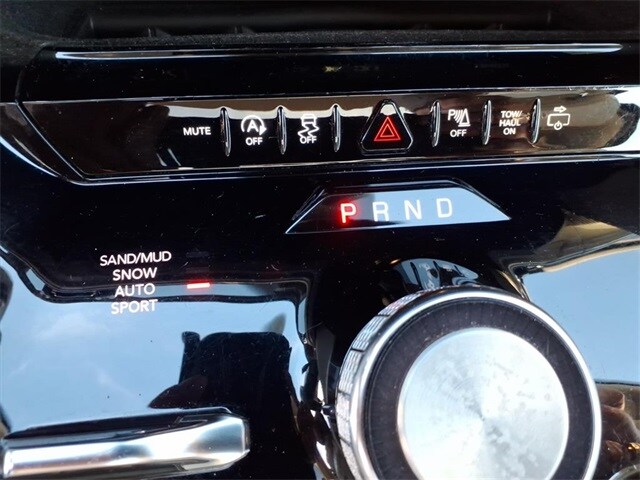 MUTE
A
OFF
OFF
P
OFF
TOW/
HAUL
ON
P R N D
SAND/MUD
SNOW
AUTO
SPORT